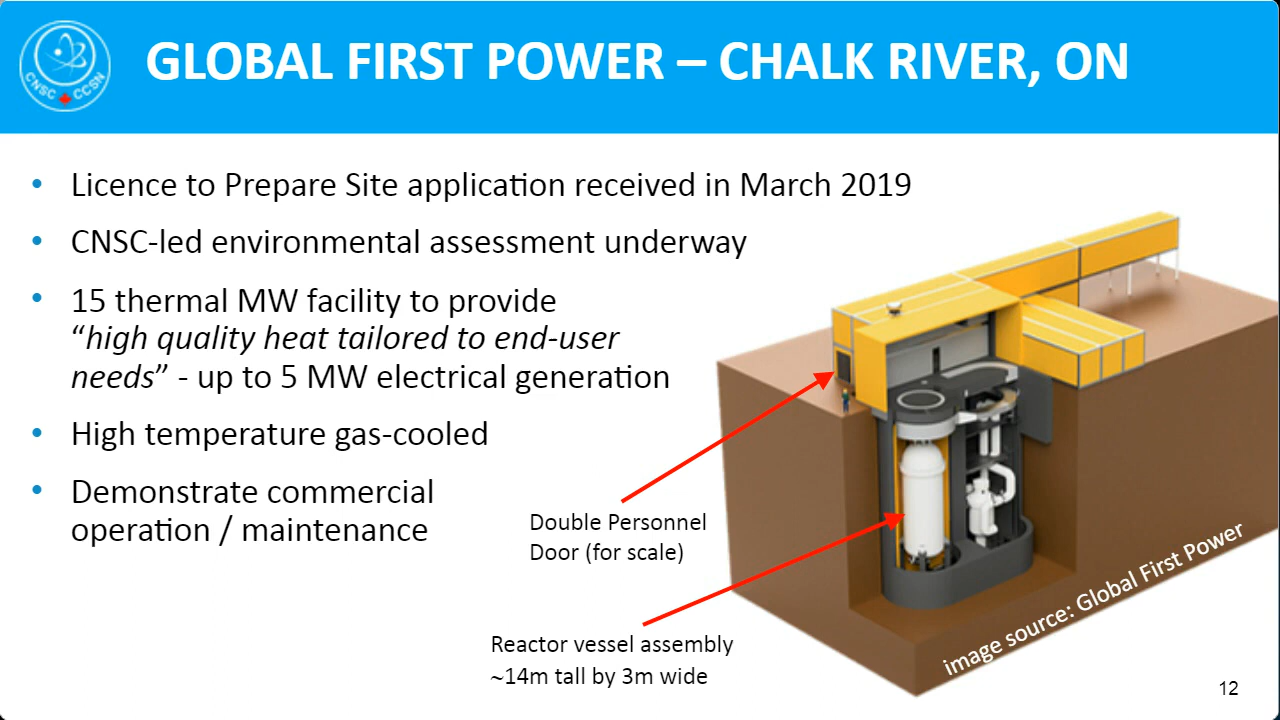 CNSC CCSN
GLOBAL FIRST POWER – CHALK RIVER, ON
• Licence to Prepare Site application received in March 2019
• CNSC-led environmental assessment underway
• 15 thermal MW facility to provide
“high quality heat tailored to end-user
needs” - up to 5 MW electrical generation
• High temperature gas-cooled
• Demonstrate commercial
operation / maintenance
Double Personnel
Door (for scale)
Reactor vessel assembly
~14m tall by 3m wide
image source: Global First Power
12